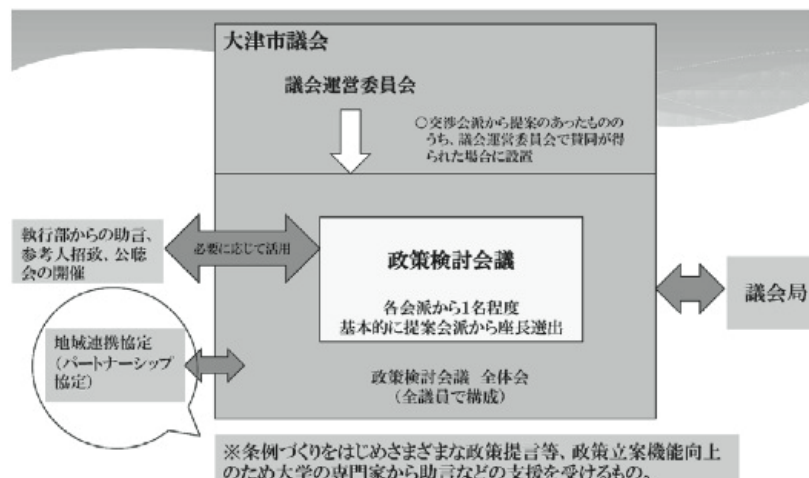 大津市議会
議会運営委員会
○交渉会派から提案のあったものの
うち、議会運営委員会で賛同が得
られた場合に設置
執行部からの助言、
参考人招致、公聴
会の開催
必要に応じて活用
政策検討会議
各会派から1名程度
基本的に提案会派から座長選出
議会局
地域連携協定
(パートナーシップ
協定)
政策検討会議 全体会
(全議員で構成)
※条例づくりをはじめさまざまな政策提言等、政策立案機能向上
のため大学の専門家から助言などの支援を受けるもの。